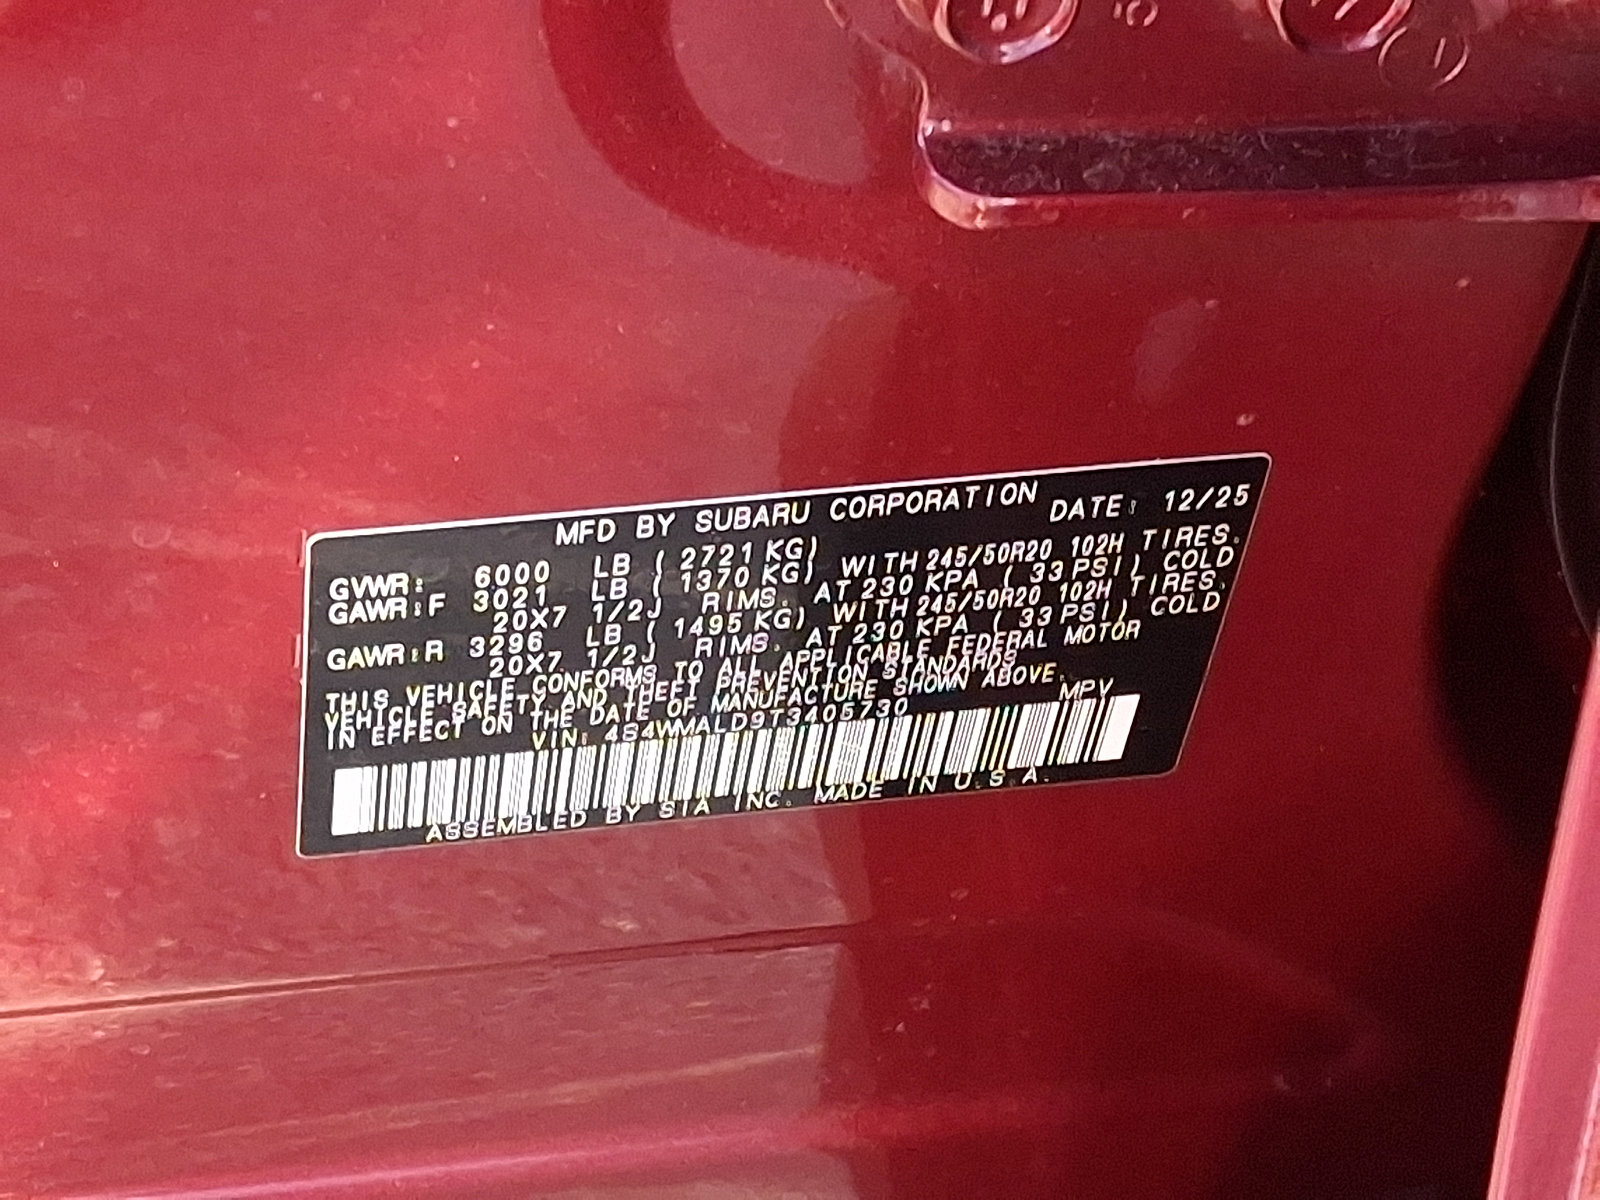 MFD BY SUBARU CORPORATION DATE: 12/25
GVWR: 6000 LB ( 2721 KG)
GAWR:F 3021 LB ( 1370 KG) WITH 245/50R20 102H TIRES.
20X7 1/2J RIMS. AT 230 KPA ( 33 PSI) COLD
GAWR:R 3296 LB ( 1495 KG) WITH 245/50R20 102H TIRES.
20X7 1/2J RIMS. AT 230 KPA ( 33 PSI) COLD
THIS VEHICLE CONFORMS TO ALL APPLICABLE FEDERAL MOTOR
VEHICLE SAFETY AND THEFT PREVENTION STANDARDS
IN EFFECT ON THE DATE OF MANUFACTURE SHOWN ABOVE.
VIN: 4S4WMALD9T3405730 MPV
ASSEMBLED BY SIA INC. MADE IN U.S.A.